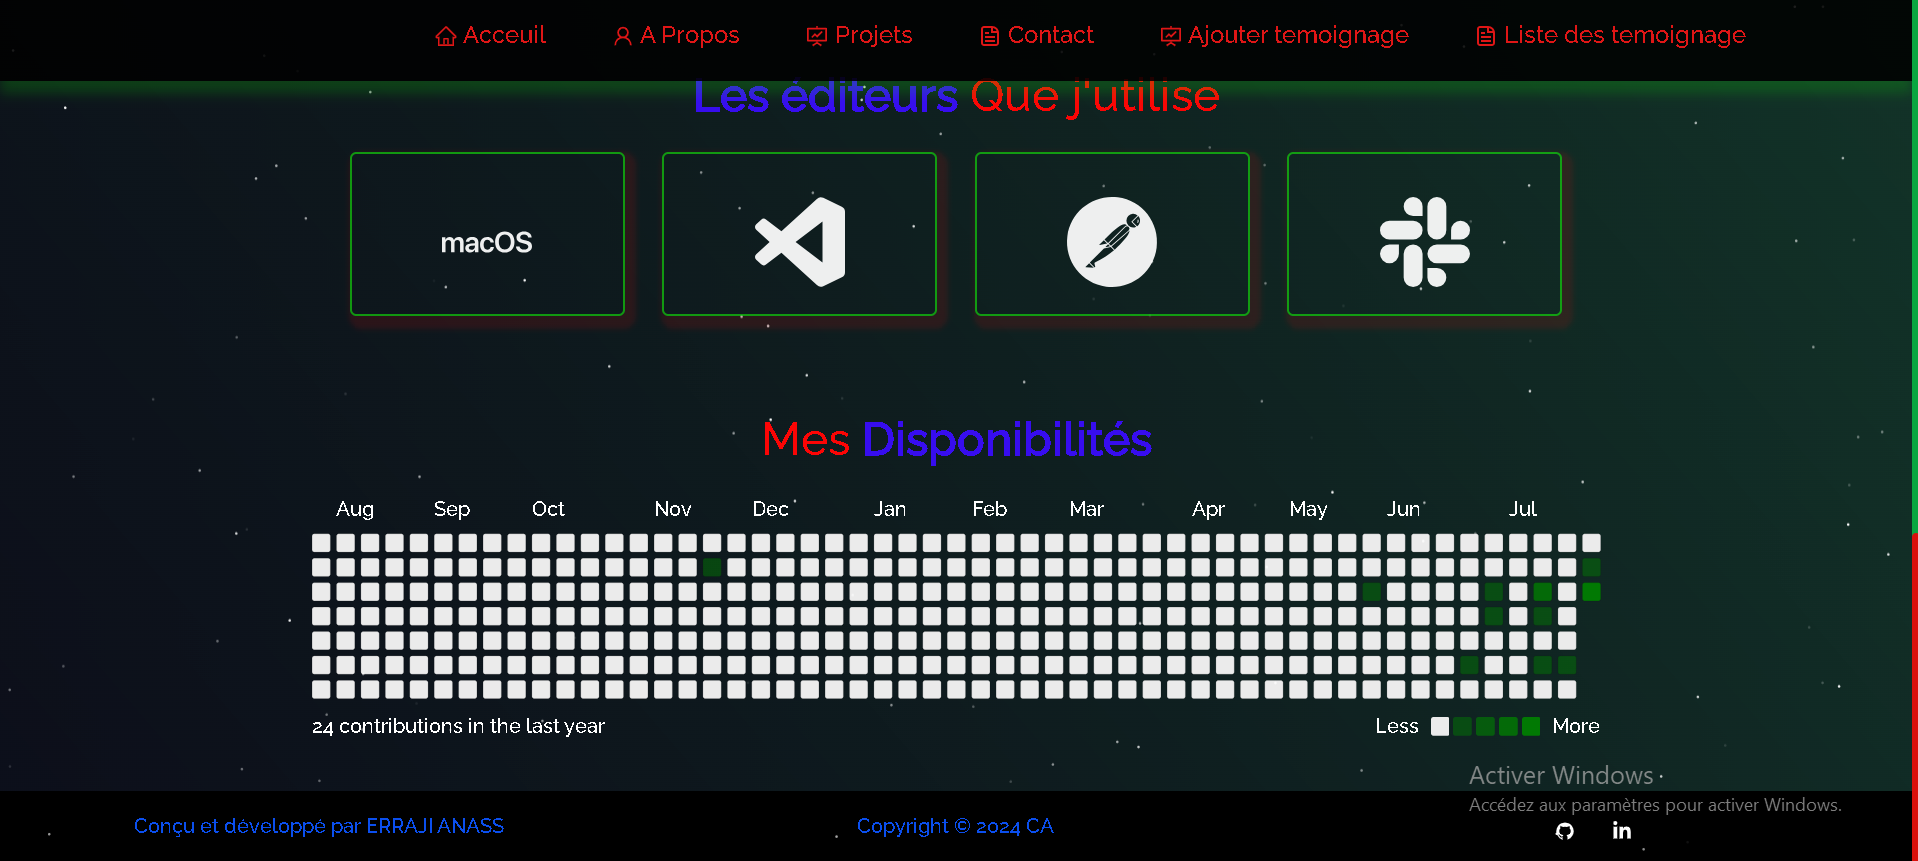 Acceuil A Propos Projets Contact Ajouter temoignage Liste des temoignage
Les éditeurs Que j'utilise
macOS
Mes Disponibilités
Aug Sep Oct Nov Dec Jan Feb Mar Apr May Jun Jul
24 contributions in the last year
Less More
Activer Windows
Accédez aux paramètres pour activer Windows.
Conçu et développé par ERRAJI ANASS
Copyright © 2024 CA
in